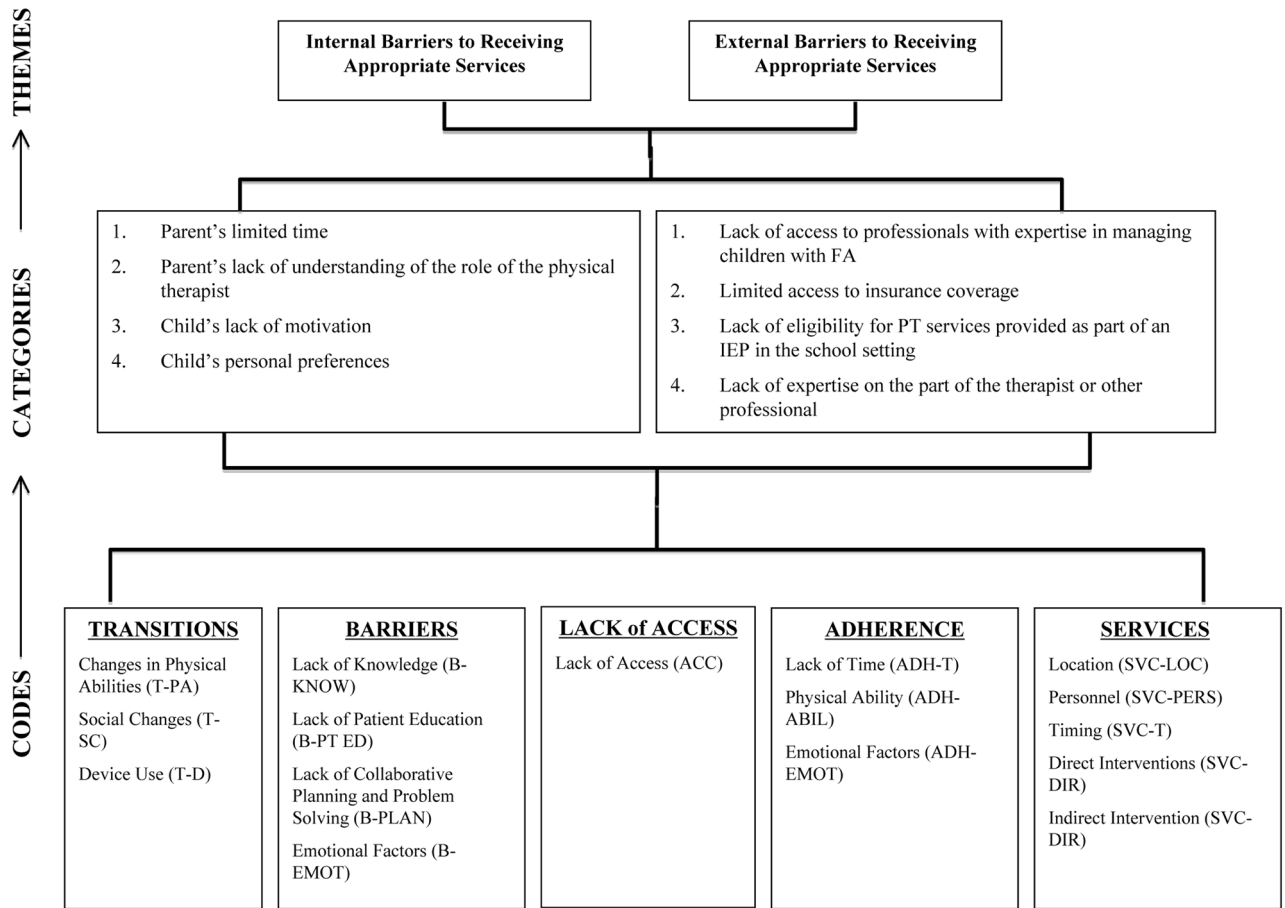 THEMES
Internal Barriers to Receiving
Appropriate Services
External Barriers to Receiving
Appropriate Services
CATEGORIES
1. Parent's limited time
2. Parent's lack of understanding of the role of the physical
therapist
3. Child's lack of motivation
4. Child's personal preferences
1. Lack of access to professionals with expertise in managing
children with FA
2. Limited access to insurance coverage
3. Lack of eligibility for PT services provided as part of an
IEP in the school setting
4. Lack of expertise on the part of the therapist or other
professional
CODES
TRANSITIONS
Changes in Physical
Abilities (T-PA)
Social Changes (T-
SC)
Device Use (T-D)
BARRIERS
Lack of Knowledge (B-
KNOW)
Lack of Patient Education
(B-PT ED)
Lack of Collaborative
Planning and Problem
Solving (B-PLAN)
Emotional Factors (B-
EMOT)
LACK of ACCESS
Lack of Access (ACC)
ADHERENCE
Lack of Time (ADH-T)
Physical Ability (ADH-
ABIL)
Emotional Factors (ADH-
EMOT)
SERVICES
Location (SVC-LOC)
Personnel (SVC-PERS)
Timing (SVC-T)
Direct Interventions (SVC-
DIR)
Indirect Intervention (SVC-
DIR)